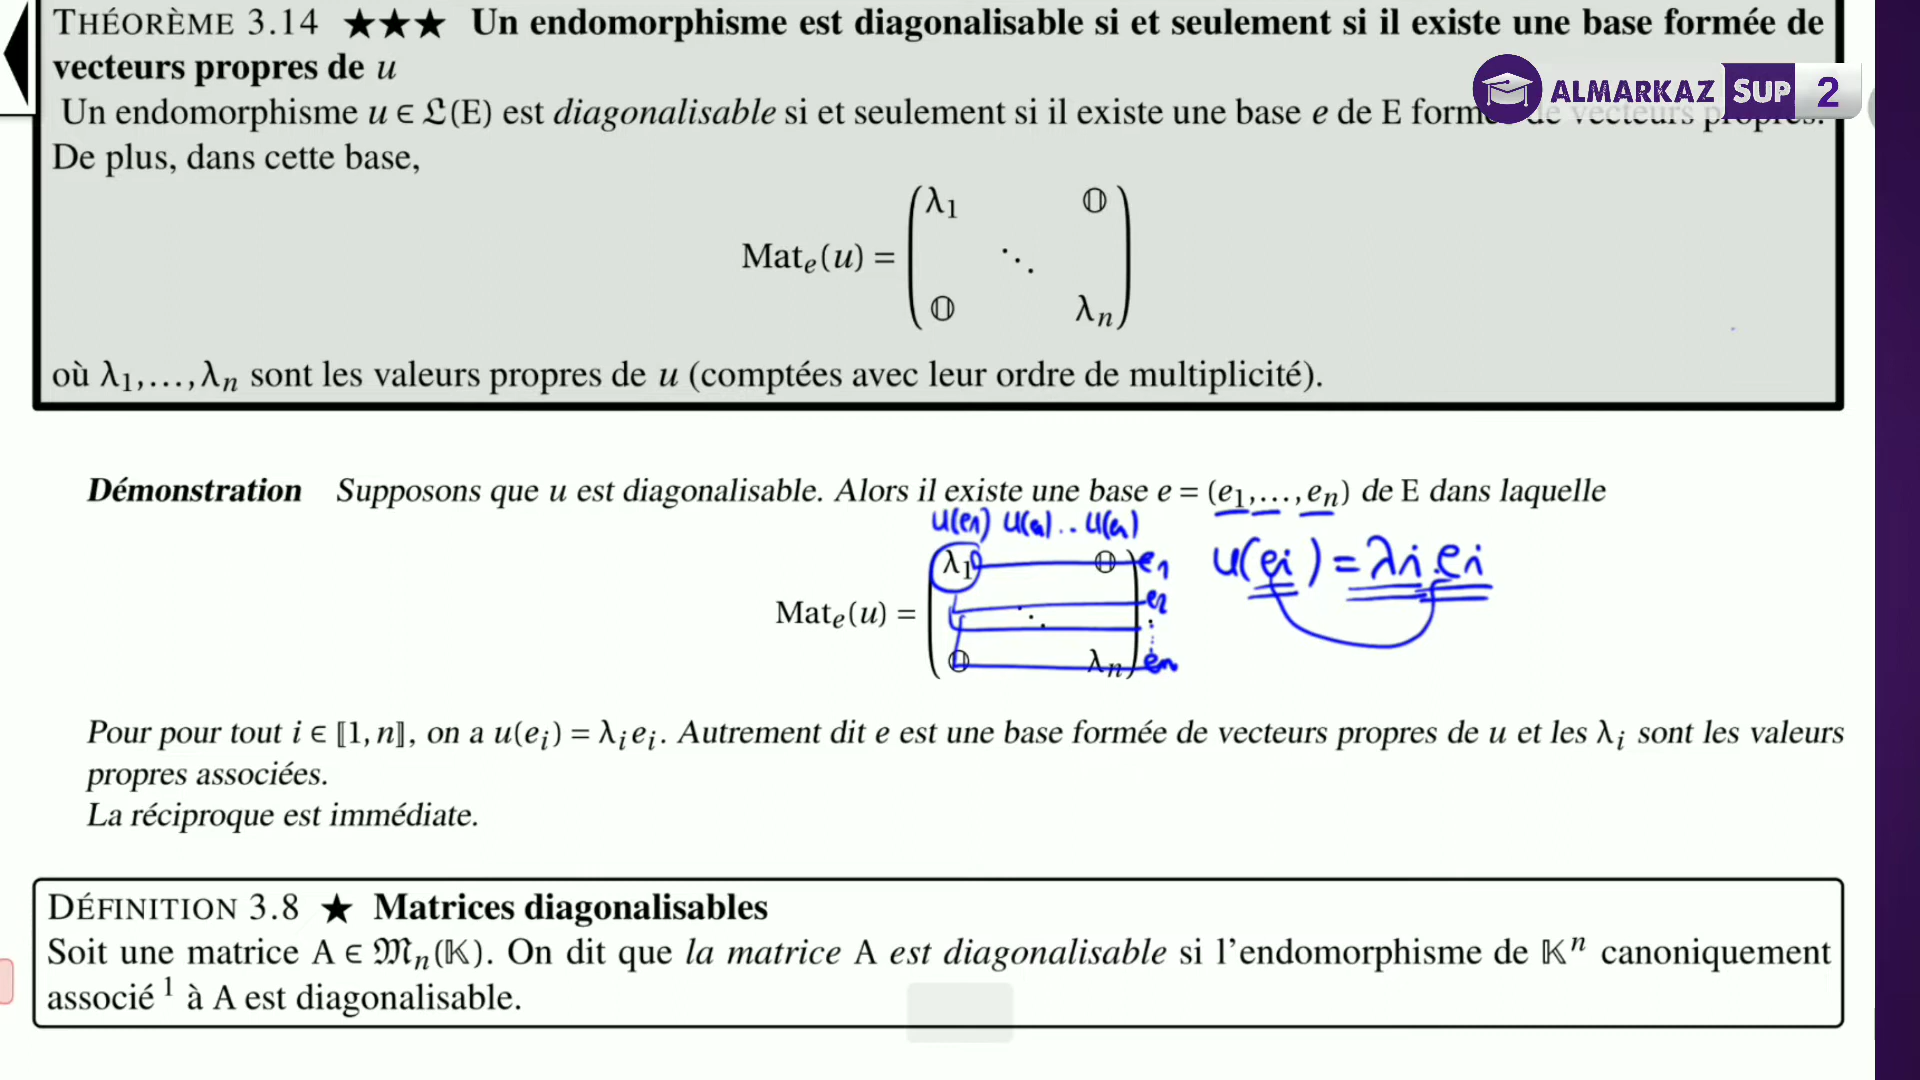 THÉORÈME 3.14 ★★★ Un endomorphisme est diagonalisable si et seulement si il existe une base formée de
vecteurs propres de u
ALMARKAZ SUP 2
Un endomorphisme u ∈ 𝔏(E) est diagonalisable si et seulement si il existe une base e de E formée de vecteurs propres.
De plus, dans cette base,
λ1 𝕆
Mat_e(u) = ⋱
𝕆 λn
où λ1,…,λn sont les valeurs propres de u (comptées avec leur ordre de multiplicité).
Démonstration Supposons que u est diagonalisable. Alors il existe une base e = (e1,…,en) de E dans laquelle
u(e1) u(e2) .. u(en)
λ1 𝕆 e1
u(ei) = λi.ei
e2
Mat_e(u) = ⋱ ⋮
𝕆 λn en
Pour pour tout i ∈ ⟦1,n⟧, on a u(ei) = λiei. Autrement dit e est une base formée de vecteurs propres de u et les λi sont les valeurs
propres associées.
La réciproque est immédiate.
DÉFINITION 3.8 ★ Matrices diagonalisables
Soit une matrice A ∈ 𝔐n(𝕂). On dit que la matrice A est diagonalisable si l'endomorphisme de 𝕂ⁿ canoniquement
associé ¹ à A est diagonalisable.